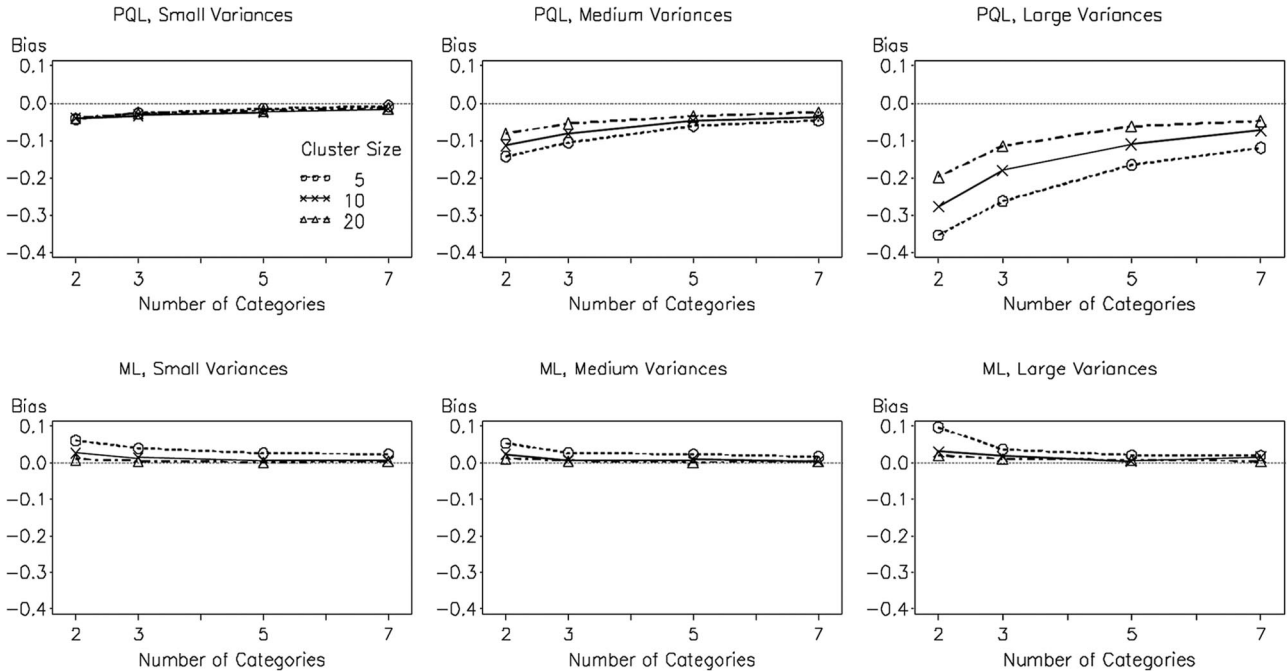 PQL, Small Variances
Bias
0.1
0.0
−0.1
−0.2
−0.3
−0.4
Cluster Size
5
10
20
2 3 5 7
Number of Categories
PQL, Medium Variances
Bias
0.1
0.0
−0.1
−0.2
−0.3
−0.4
2 3 5 7
Number of Categories
PQL, Large Variances
Bias
0.1
0.0
−0.1
−0.2
−0.3
−0.4
2 3 5 7
Number of Categories
ML, Small Variances
Bias
0.1
0.0
−0.1
−0.2
−0.3
−0.4
2 3 5 7
Number of Categories
ML, Medium Variances
Bias
0.1
0.0
−0.1
−0.2
−0.3
−0.4
2 3 5 7
Number of Categories
ML, Large Variances
Bias
0.1
0.0
−0.1
−0.2
−0.3
−0.4
2 3 5 7
Number of Categories